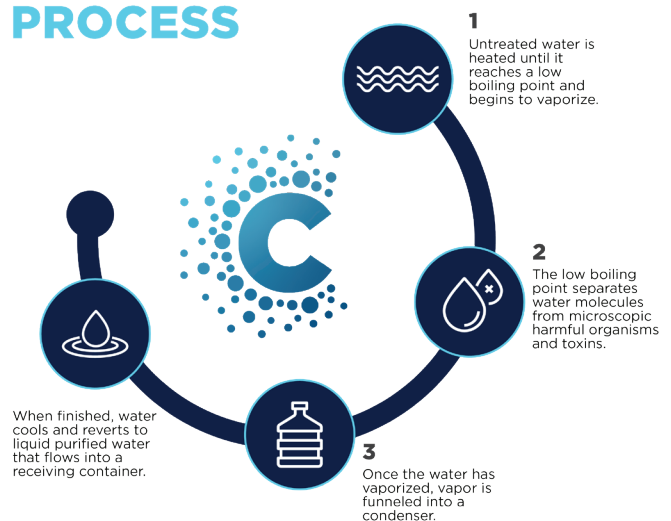 PROCESS
1
Untreated water is
heated until it
reaches a low
boiling point and
begins to vaporize.
C
2
The low boiling
point separates
water molecules
from microscopic
harmful organisms
and toxins.
3
Once the water has
vaporized, vapor is
funneled into a
condenser.
When finished, water
cools and reverts to
liquid purified water
that flows into a
receiving container.